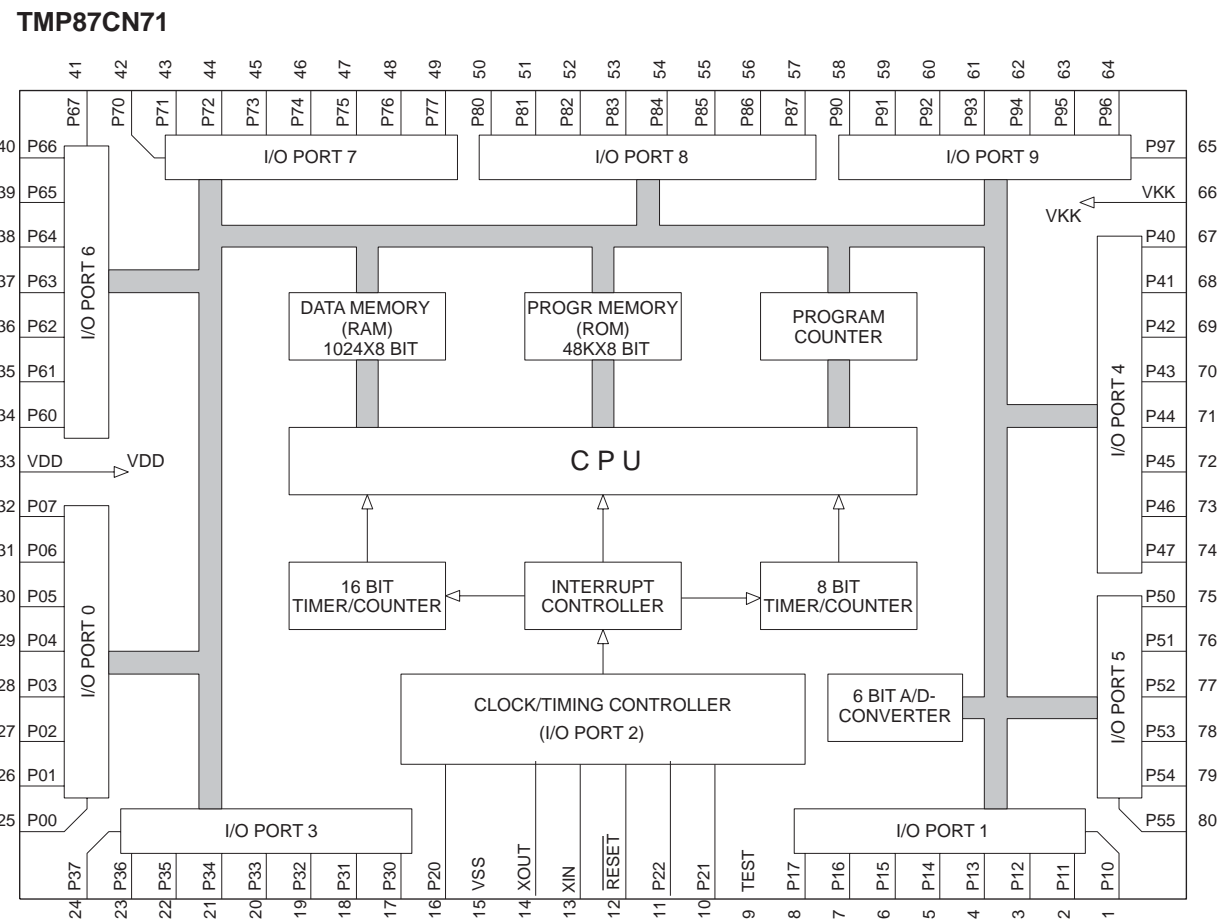 TMP87CN71
41 42 43 44 45 46 47 48 49 50 51 52 53 54 55 56 57 58 59 60 61 62 63 64
P67 P70 P71 P72 P73 P74 P75 P76 P77 P80 P81 P82 P83 P84 P85 P86 P87 P90 P91 P92 P93 P94 P95 P96
I/O PORT 7
I/O PORT 8
I/O PORT 9
40 P66
39 P65
38 P64
37 P63
36 P62
35 P61
34 P60
I/O PORT 6
33 VDD
VDD
32 P07
31 P06
30 P05
29 P04
28 P03
27 P02
26 P01
25 P00
I/O PORT 0
DATA MEMORY
(RAM)
1024X8 BIT
PROGR MEMORY
(ROM)
48KX8 BIT
PROGRAM
COUNTER
C P U
16 BIT
TIMER/COUNTER
INTERRUPT
CONTROLLER
8 BIT
TIMER/COUNTER
CLOCK/TIMING CONTROLLER
(I/O PORT 2)
6 BIT A/D-
CONVERTER
P97 65
VKK 66
VKK
P40 67
P41 68
P42 69
P43 70
P44 71
P45 72
P46 73
P47 74
I/O PORT 4
P50 75
P51 76
P52 77
P53 78
P54 79
P55 80
I/O PORT 5
I/O PORT 3
I/O PORT 1
P37 P36 P35 P34 P33 P32 P31 P30 P20 VSS XOUT XIN RESET P22 P21 TEST P17 P16 P15 P14 P13 P12 P11 P10
24 23 22 21 20 19 18 17 16 15 14 13 12 11 10 9 8 7 6 5 4 3 2 1